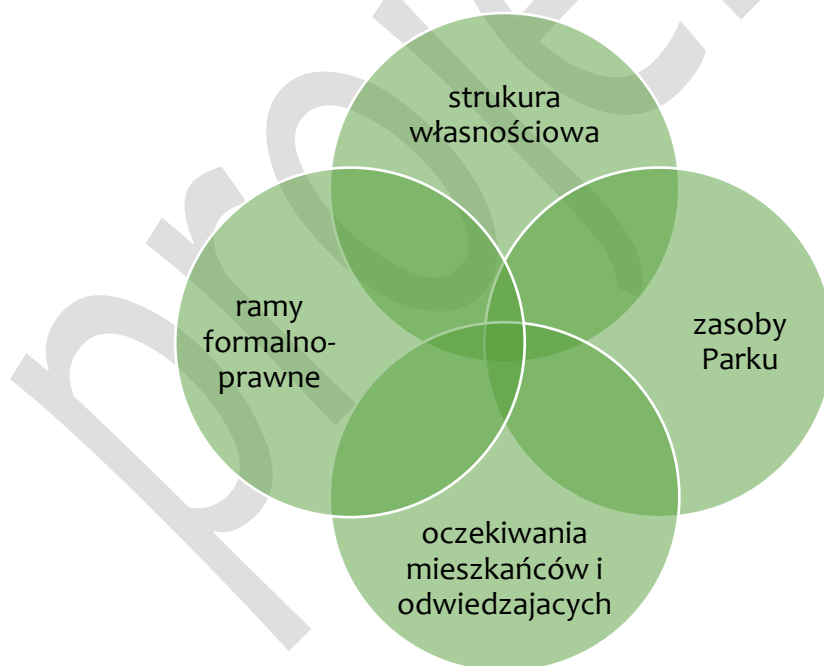 strukura
własnościowa
ramy
formalno-
prawne
zasoby
Parku
oczekiwania
mieszkańców i
odwiedzajacych